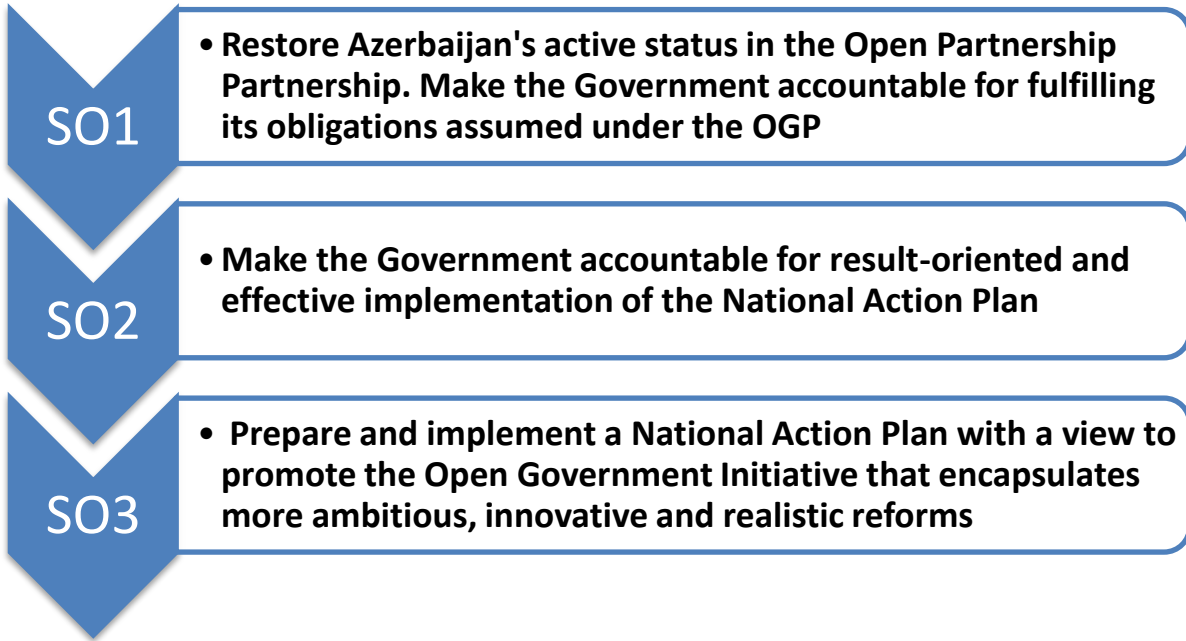 SO1
• Restore Azerbaijan's active status in the Open Partnership
Partnership. Make the Government accountable for fulfilling
its obligations assumed under the OGP
SO2
• Make the Government accountable for result-oriented and
effective implementation of the National Action Plan
SO3
• Prepare and implement a National Action Plan with a view to
promote the Open Government Initiative that encapsulates
more ambitious, innovative and realistic reforms